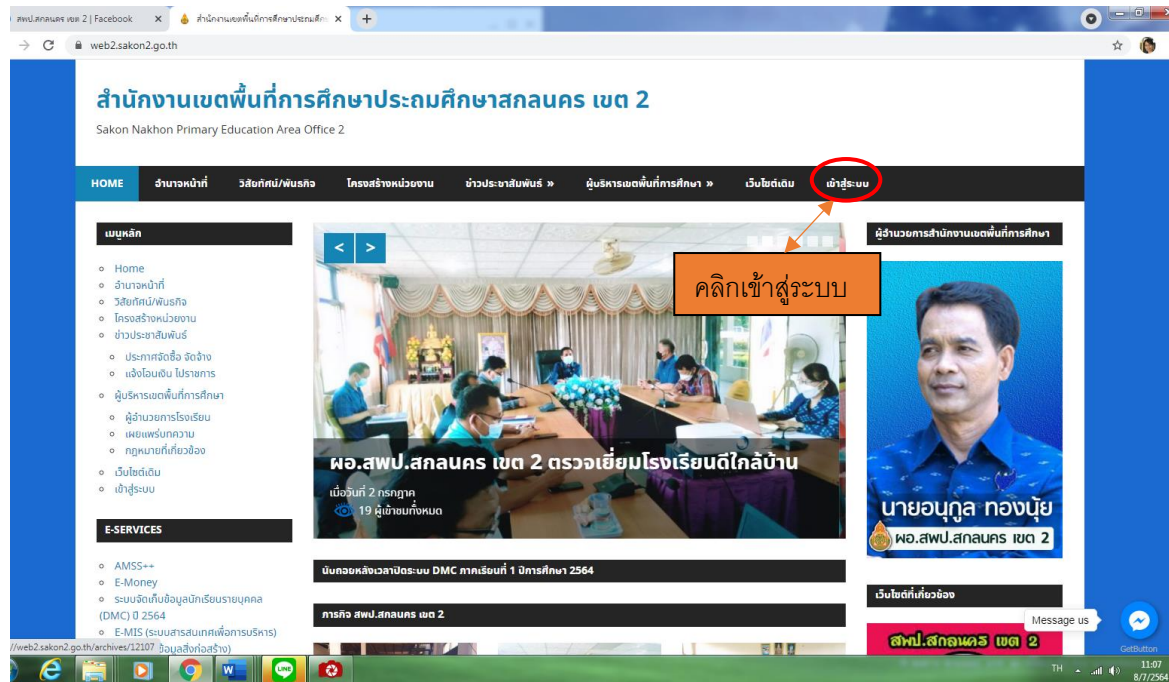 สพป.สกลนคร เขต 2 | Facebook
สำนักงานเขตพื้นที่การศึกษาประถมศึก
web2.sakon2.go.th
สำนักงานเขตพื้นที่การศึกษาประถมศึกษาสกลนคร เขต 2
Sakon Nakhon Primary Education Area Office 2
HOME อำนาจหน้าที่ วิสัยทัศน์/พันธกิจ โครงสร้างหน่วยงาน ข่าวประชาสัมพันธ์ » ผู้บริหารเขตพื้นที่การศึกษา » เว็บไซต์เดิม เข้าสู่ระบบ
เมนูหลัก
Home
อำนาจหน้าที่
วิสัยทัศน์/พันธกิจ
โครงสร้างหน่วยงาน
ข่าวประชาสัมพันธ์
ประกาศจัดซื้อ จัดจ้าง
แจ้งโอนเงิน ไปราชการ
ผู้บริหารเขตพื้นที่การศึกษา
ผู้อำนวยการโรงเรียน
เผยแพร่บทความ
กฎหมายที่เกี่ยวข้อง
เว็บไซต์เดิม
เข้าสู่ระบบ
E-SERVICES
AMSS++
E-Money
ระบบจัดเก็บข้อมูลนักเรียนรายบุคคล
(DMC) ปี 2564
E-MIS (ระบบสารสนเทศเพื่อการบริหาร)
ข้อมูลสิ่งก่อสร้าง)
//web2.sakon2.go.th/archives/12107
< >
คลิกเข้าสู่ระบบ
ผอ.สพป.สกลนคร เขต 2 ตรวจเยี่ยมโรงเรียนดีใกล้บ้าน
เมื่อวันที่ 2 กรกฎาค
19 ผู้เข้าชมทั้งหมด
นับถอยหลังเวลาปิดระบบ DMC ภาคเรียนที่ 1 ปีการศึกษา 2564
ภารกิจ สพป.สกลนคร เขต 2
ผู้อำนวยการสำนักงานเขตพื้นที่การศึกษา
นายอนุกูล ทองนุ้ย
ผอ.สพป.สกลนคร เขต 2
เว็บไซต์ที่เกี่ยวข้อง
สพป.สกลนคร เขต 2
Message us
GetButton
TH
11:07
8/7/2564